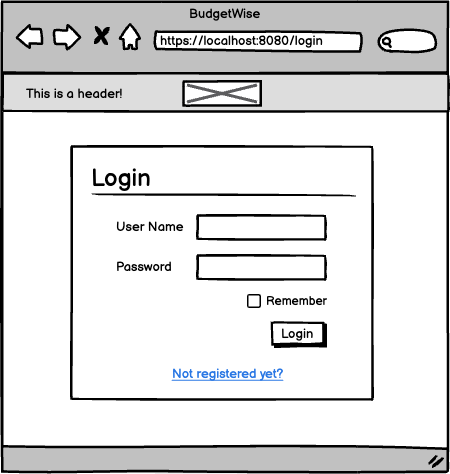 BudgetWise
https://localhost:8080/login
This is a header!
Login
User Name
Password
Remember
Login
Not registered yet?